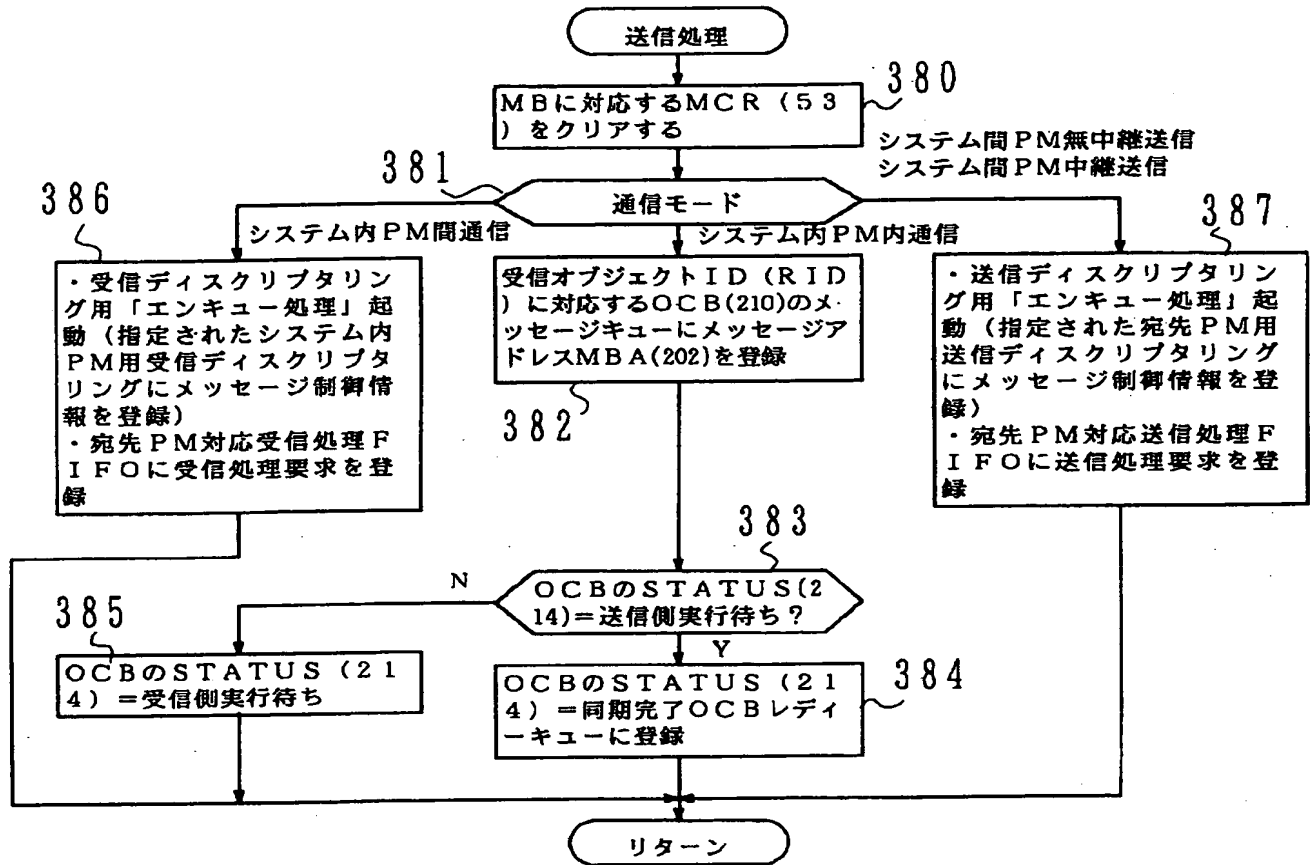 送信処理
380
MBに対応するMCR(53
)をクリアする
システム間PM無中継送信
システム間PM中継送信
381
通信モード
386
システム内PM間通信
システム内PM内通信
387
・受信ディスクリプタリン
グ用「エンキュー処理」起
動(指定されたシステム内
PM用受信ディスクリプタ
リングにメッセージ制御情
報を登録)
・宛先PM対応受信処理F
IFOに受信処理要求を登
録
受信オブジェクトID(RID
)に対応するOCB(210)のメ
ッセージキューにメッセージア
ドレスMBA(202)を登録
382
・送信ディスクリプタリン
グ用「エンキュー処理」起
動(指定された宛先PM用
送信ディスクリプタリング
にメッセージ制御情報を登
録)
・宛先PM対応送信処理F
IFOに送信処理要求を登
録
383
N
OCBのSTATUS(2
14)=送信側実行待ち?
Y
385
OCBのSTATUS(21
4)=受信側実行待ち
384
OCBのSTATUS(21
4)=同期完了OCBレディ
ーキューに登録
リターン